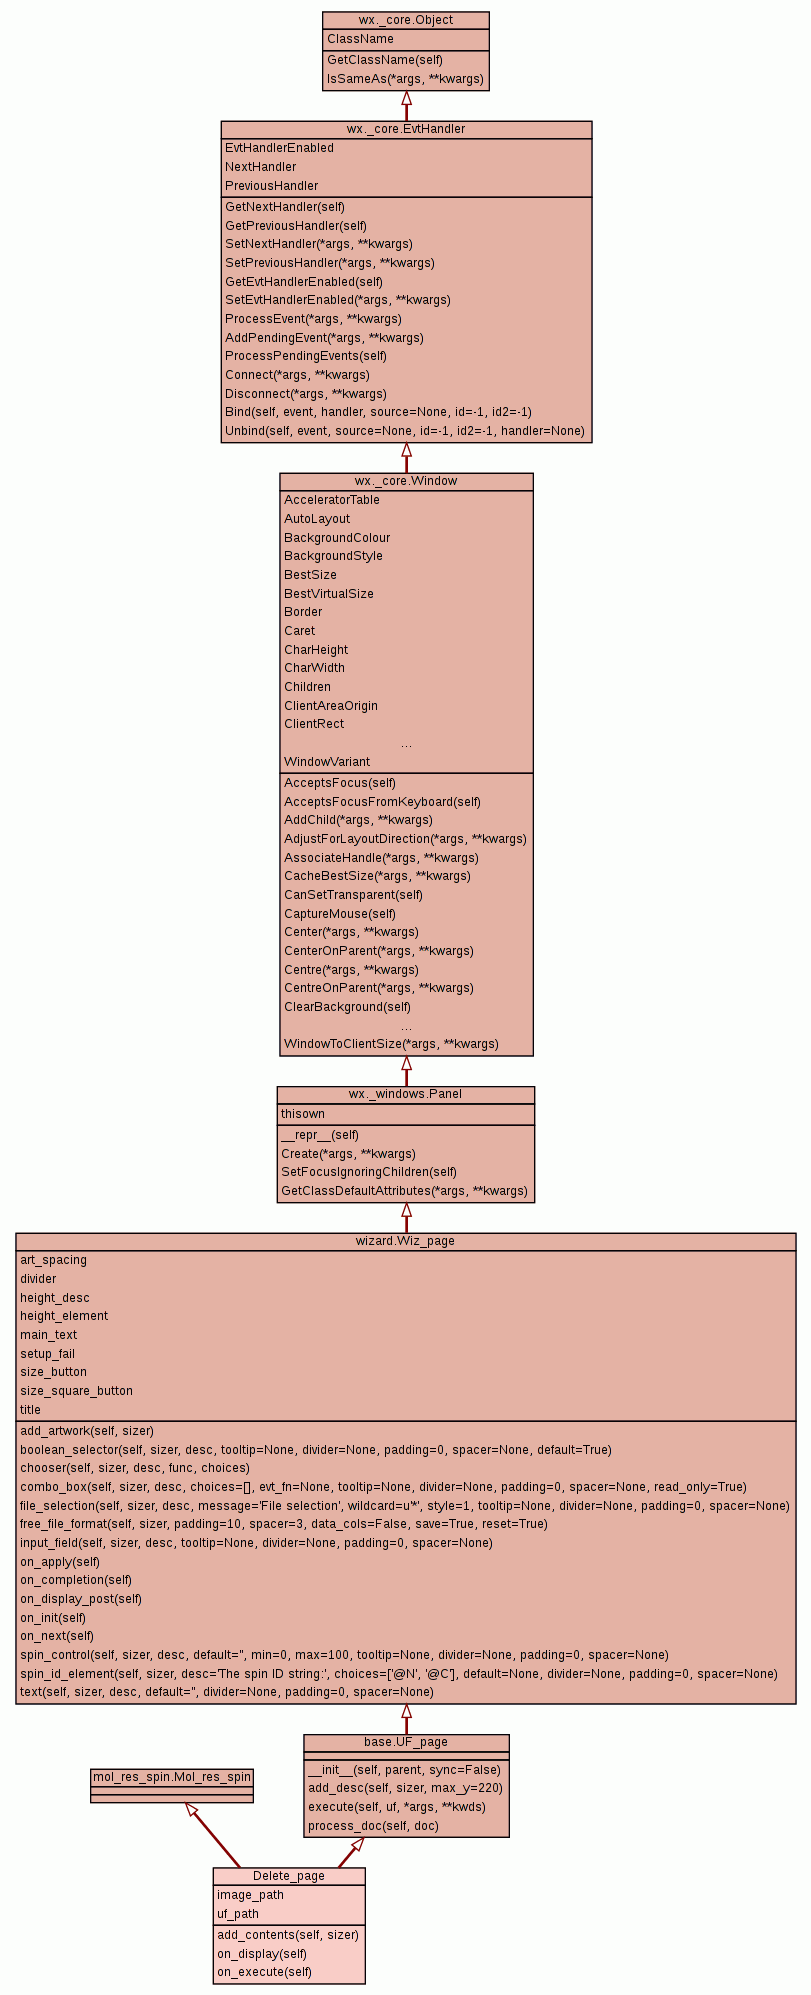 wx._core.Object
ClassName
GetClassName(self)
IsSameAs(*args, **kwargs)
wx._core.EvtHandler
EvtHandlerEnabled
NextHandler
PreviousHandler
GetNextHandler(self)
GetPreviousHandler(self)
SetNextHandler(*args, **kwargs)
SetPreviousHandler(*args, **kwargs)
GetEvtHandlerEnabled(self)
SetEvtHandlerEnabled(*args, **kwargs)
ProcessEvent(*args, **kwargs)
AddPendingEvent(*args, **kwargs)
ProcessPendingEvents(self)
Connect(*args, **kwargs)
Disconnect(*args, **kwargs)
Bind(self, event, handler, source=None, id=-1, id2=-1)
Unbind(self, event, source=None, id=-1, id2=-1, handler=None)
wx._core.Window
AcceleratorTable
AutoLayout
BackgroundColour
BackgroundStyle
BestSize
BestVirtualSize
Border
Caret
CharHeight
CharWidth
Children
ClientAreaOrigin
ClientRect
...
WindowVariant
AcceptsFocus(self)
AcceptsFocusFromKeyboard(self)
AddChild(*args, **kwargs)
AdjustForLayoutDirection(*args, **kwargs)
AssociateHandle(*args, **kwargs)
CacheBestSize(*args, **kwargs)
CanSetTransparent(self)
CaptureMouse(self)
Center(*args, **kwargs)
CenterOnParent(*args, **kwargs)
Centre(*args, **kwargs)
CentreOnParent(*args, **kwargs)
ClearBackground(self)
...
WindowToClientSize(*args, **kwargs)
wx._windows.Panel
thisown
__repr__(self)
Create(*args, **kwargs)
SetFocusIgnoringChildren(self)
GetClassDefaultAttributes(*args, **kwargs)
wizard.Wiz_page
art_spacing
divider
height_desc
height_element
main_text
setup_fail
size_button
size_square_button
title
add_artwork(self, sizer)
boolean_selector(self, sizer, desc, tooltip=None, divider=None, padding=0, spacer=None, default=True)
chooser(self, sizer, desc, func, choices)
combo_box(self, sizer, desc, choices=[], evt_fn=None, tooltip=None, divider=None, padding=0, spacer=None, read_only=True)
file_selection(self, sizer, desc, message='File selection', wildcard=u'*', style=1, tooltip=None, divider=None, padding=0, spacer=None)
free_file_format(self, sizer, padding=10, spacer=3, data_cols=False, save=True, reset=True)
input_field(self, sizer, desc, tooltip=None, divider=None, padding=0, spacer=None)
on_apply(self)
on_completion(self)
on_display_post(self)
on_init(self)
on_next(self)
spin_control(self, sizer, desc, default='', min=0, max=100, tooltip=None, divider=None, padding=0, spacer=None)
spin_id_element(self, sizer, desc='The spin ID string:', choices=['@N', '@C'], default=None, divider=None, padding=0, spacer=None)
text(self, sizer, desc, default='', divider=None, padding=0, spacer=None)
base.UF_page
__init__(self, parent, sync=False)
add_desc(self, sizer, max_y=220)
execute(self, uf, *args, **kwds)
process_doc(self, doc)
mol_res_spin.Mol_res_spin
Delete_page
image_path
uf_path
add_contents(self, sizer)
on_display(self)
on_execute(self)